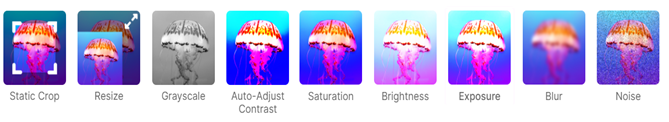 Static Crop
Resize
Grayscale
Auto-Adjust
Contrast
Saturation
Brightness
Exposure
Blur
Noise